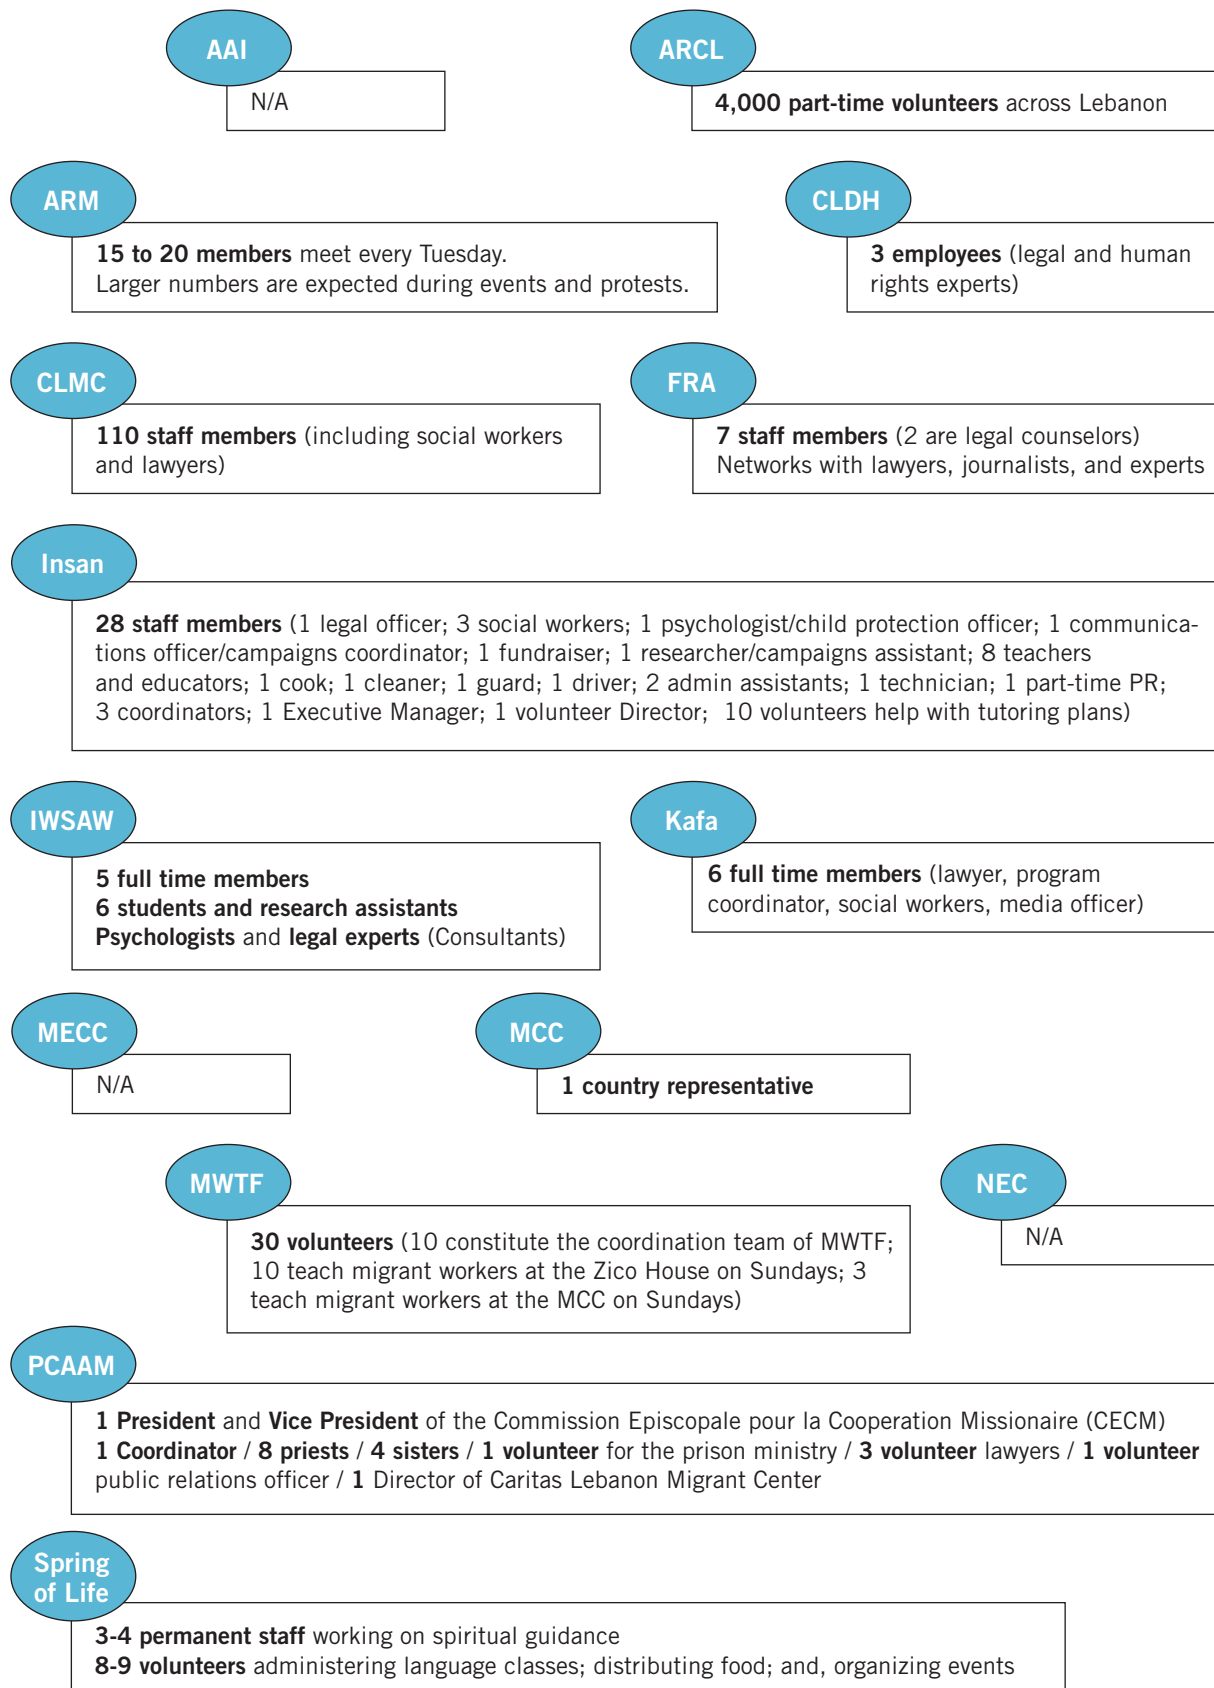 AAI
N/A
ARCL
4,000 part-time volunteers across Lebanon
ARM
15 to 20 members meet every Tuesday.
Larger numbers are expected during events and protests.
CLDH
3 employees (legal and human
rights experts)
CLMC
110 staff members (including social workers
and lawyers)
FRA
7 staff members (2 are legal counselors)
Networks with lawyers, journalists, and experts
Insan
28 staff members (1 legal officer; 3 social workers; 1 psychologist/child protection officer; 1 communica-
tions officer/campaigns coordinator; 1 fundraiser; 1 researcher/campaigns assistant; 8 teachers
and educators; 1 cook; 1 cleaner; 1 guard; 1 driver; 2 admin assistants; 1 technician; 1 part-time PR;
3 coordinators; 1 Executive Manager; 1 volunteer Director; 10 volunteers help with tutoring plans)
IWSAW
5 full time members
6 students and research assistants
Psychologists and legal experts (Consultants)
Kafa
6 full time members (lawyer, program
coordinator, social workers, media officer)
MECC
N/A
MCC
1 country representative
MWTF
30 volunteers (10 constitute the coordination team of MWTF;
10 teach migrant workers at the Zico House on Sundays; 3
teach migrant workers at the MCC on Sundays)
NEC
N/A
PCAAM
1 President and Vice President of the Commission Episcopale pour la Cooperation Missionaire (CECM)
1 Coordinator / 8 priests / 4 sisters / 1 volunteer for the prison ministry / 3 volunteer lawyers / 1 volunteer
public relations officer / 1 Director of Caritas Lebanon Migrant Center
Spring
of Life
3-4 permanent staff working on spiritual guidance
8-9 volunteers administering language classes; distributing food; and, organizing events